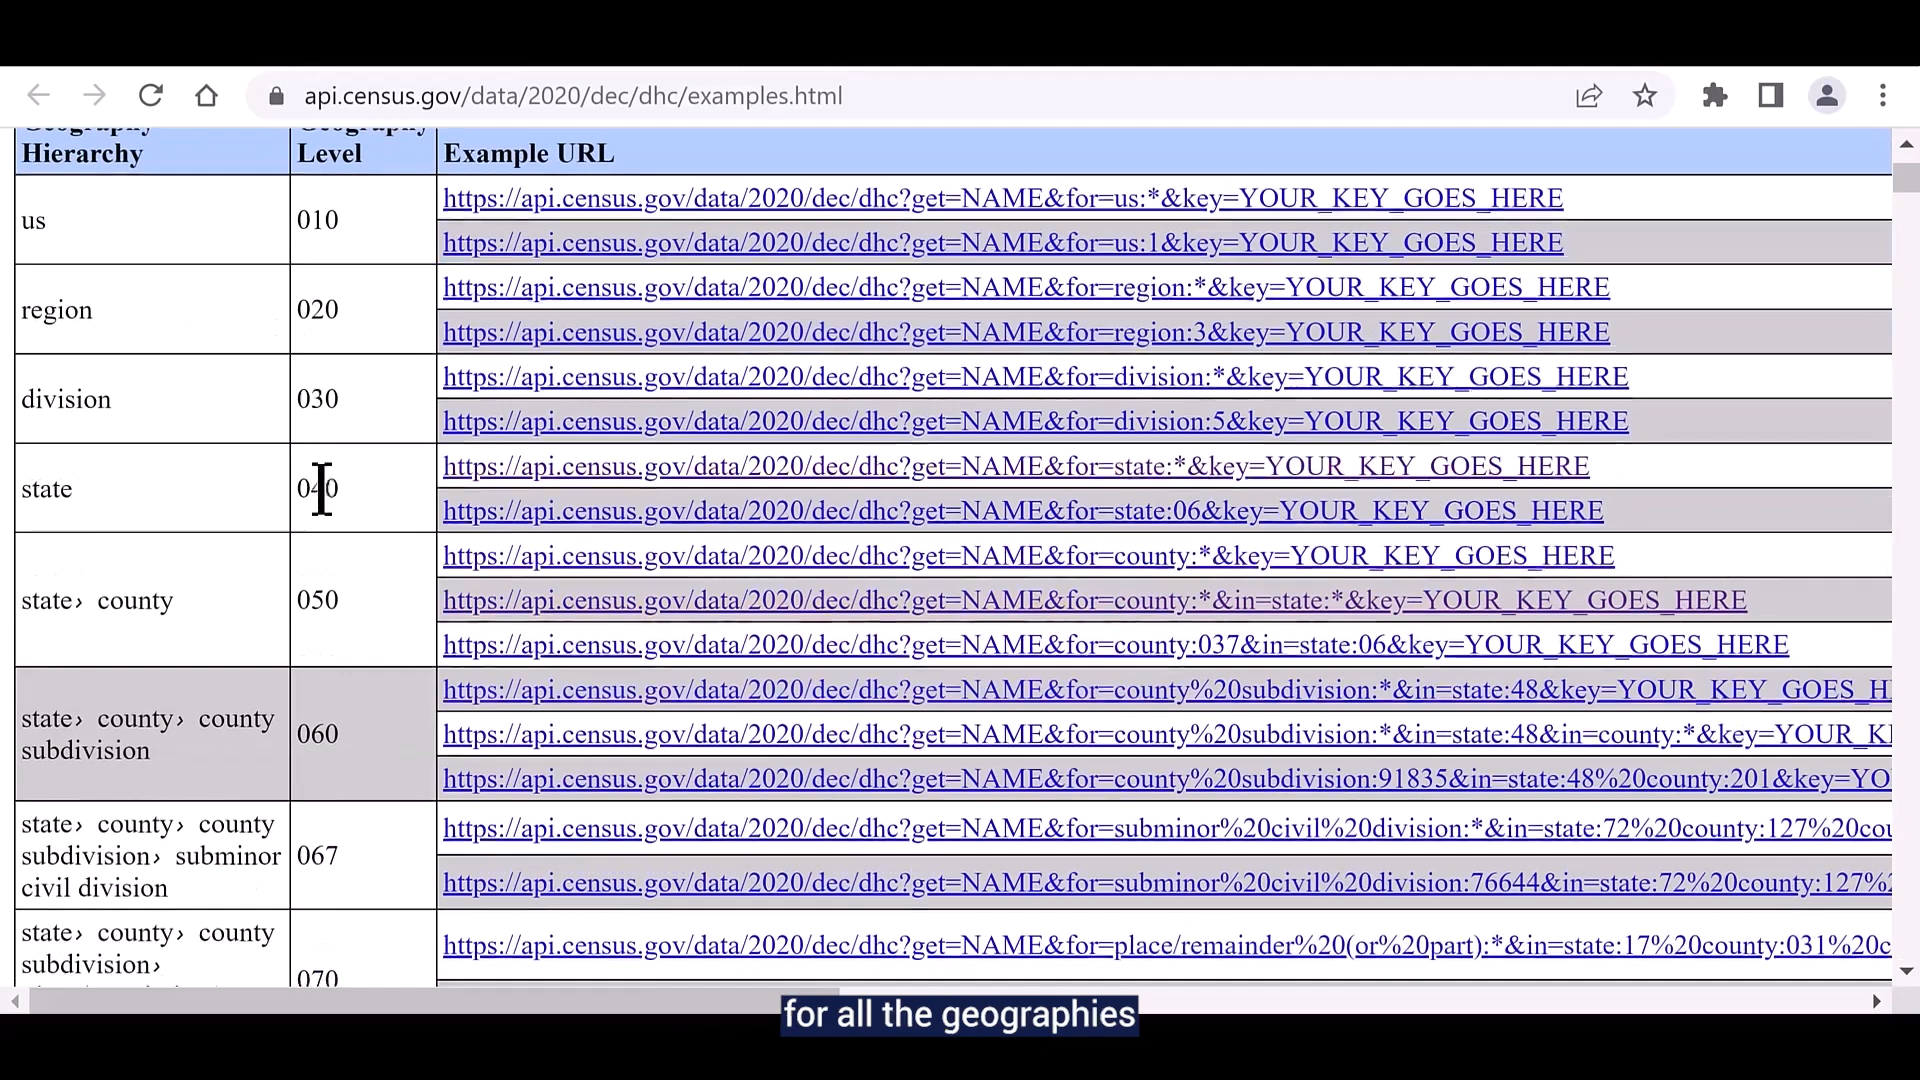 api.census.gov/data/2020/dec/dhc/examples.html
Geography Hierarchy
Geography Level
Example URL
us
010
https://api.census.gov/data/2020/dec/dhc?get=NAME&for=us:*&key=YOUR_KEY_GOES_HERE
https://api.census.gov/data/2020/dec/dhc?get=NAME&for=us:1&key=YOUR_KEY_GOES_HERE
region
020
https://api.census.gov/data/2020/dec/dhc?get=NAME&for=region:*&key=YOUR_KEY_GOES_HERE
https://api.census.gov/data/2020/dec/dhc?get=NAME&for=region:3&key=YOUR_KEY_GOES_HERE
division
030
https://api.census.gov/data/2020/dec/dhc?get=NAME&for=division:*&key=YOUR_KEY_GOES_HERE
https://api.census.gov/data/2020/dec/dhc?get=NAME&for=division:5&key=YOUR_KEY_GOES_HERE
state
040
https://api.census.gov/data/2020/dec/dhc?get=NAME&for=state:*&key=YOUR_KEY_GOES_HERE
https://api.census.gov/data/2020/dec/dhc?get=NAME&for=state:06&key=YOUR_KEY_GOES_HERE
state› county
050
https://api.census.gov/data/2020/dec/dhc?get=NAME&for=county:*&key=YOUR_KEY_GOES_HERE
https://api.census.gov/data/2020/dec/dhc?get=NAME&for=county:*&in=state:*&key=YOUR_KEY_GOES_HERE
https://api.census.gov/data/2020/dec/dhc?get=NAME&for=county:037&in=state:06&key=YOUR_KEY_GOES_HERE
state› county› county
subdivision
060
https://api.census.gov/data/2020/dec/dhc?get=NAME&for=county%20subdivision:*&in=state:48&key=YOUR_KEY_GOES_H
https://api.census.gov/data/2020/dec/dhc?get=NAME&for=county%20subdivision:*&in=state:48&in=county:*&key=YOUR_K
https://api.census.gov/data/2020/dec/dhc?get=NAME&for=county%20subdivision:91835&in=state:48%20county:201&key=YO
state› county› county
subdivision› subminor
civil division
067
https://api.census.gov/data/2020/dec/dhc?get=NAME&for=subminor%20civil%20division:*&in=state:72%20county:127%20cou
https://api.census.gov/data/2020/dec/dhc?get=NAME&for=subminor%20civil%20division:76644&in=state:72%20county:127%2
state› county› county
subdivision›
070
https://api.census.gov/data/2020/dec/dhc?get=NAME&for=place/remainder%20(or%20part):*&in=state:17%20county:031%20c
for all the geographies